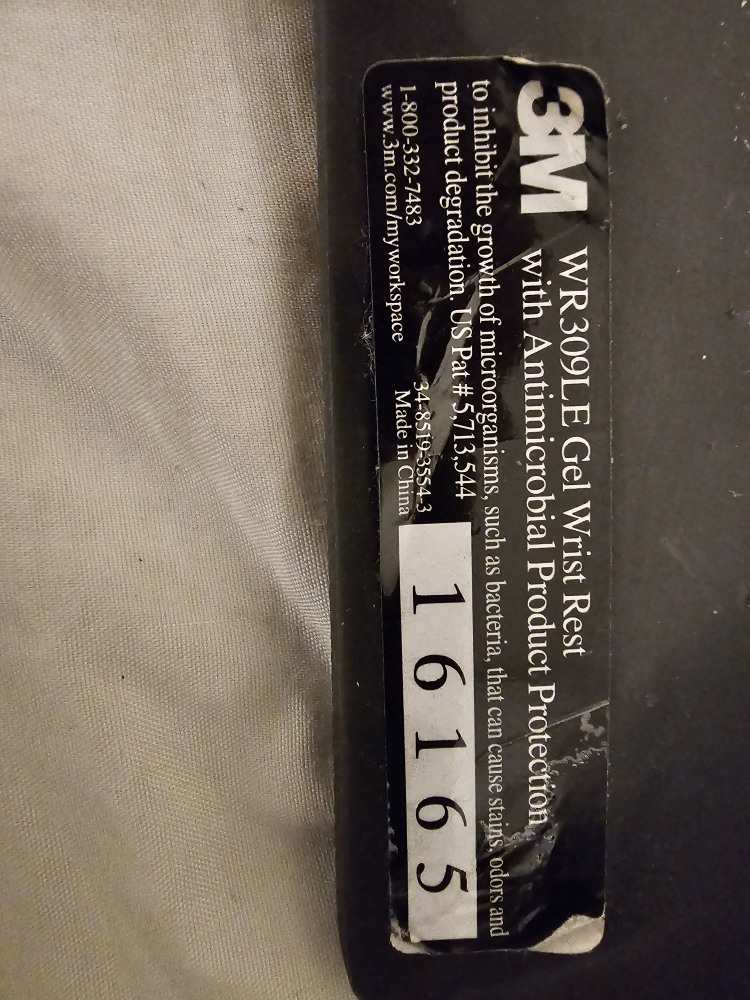 3M
WR309LE Gel Wrist Rest
with Antimicrobial Product Protection
to inhibit the growth of microorganisms, such as bacteria, that can cause stains, odors and
product degradation. US Pat # 5,713,544
1-800-332-7483
www.3m.com/myworkspace
34-8519-3554-3
Made in China
16165